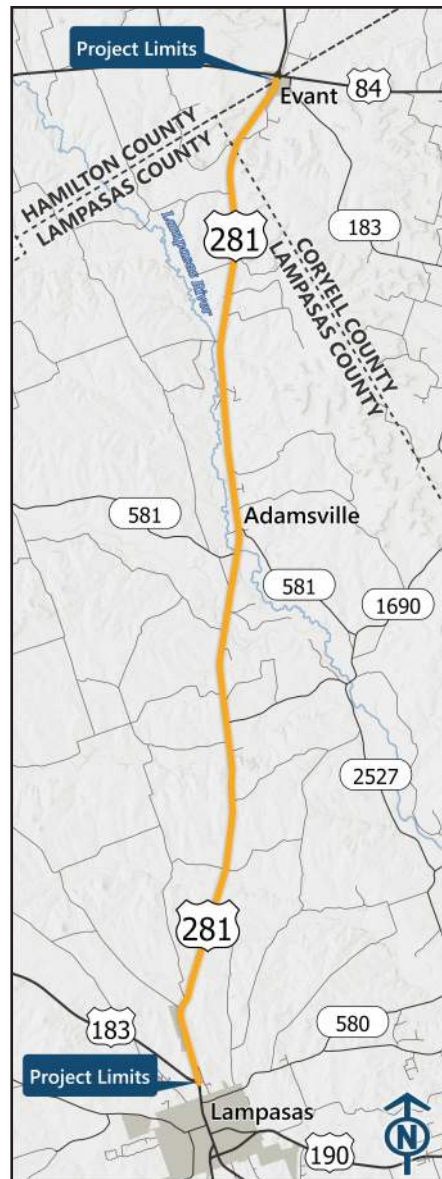 Project Limits
84
Evant
HAMILTON COUNTY
LAMPASAS COUNTY
183
281
Lampasas River
CORYELL COUNTY
LAMPASAS COUNTY
Adamsville
581
581
1690
2527
281
183
580
Project Limits
Lampasas
190
N